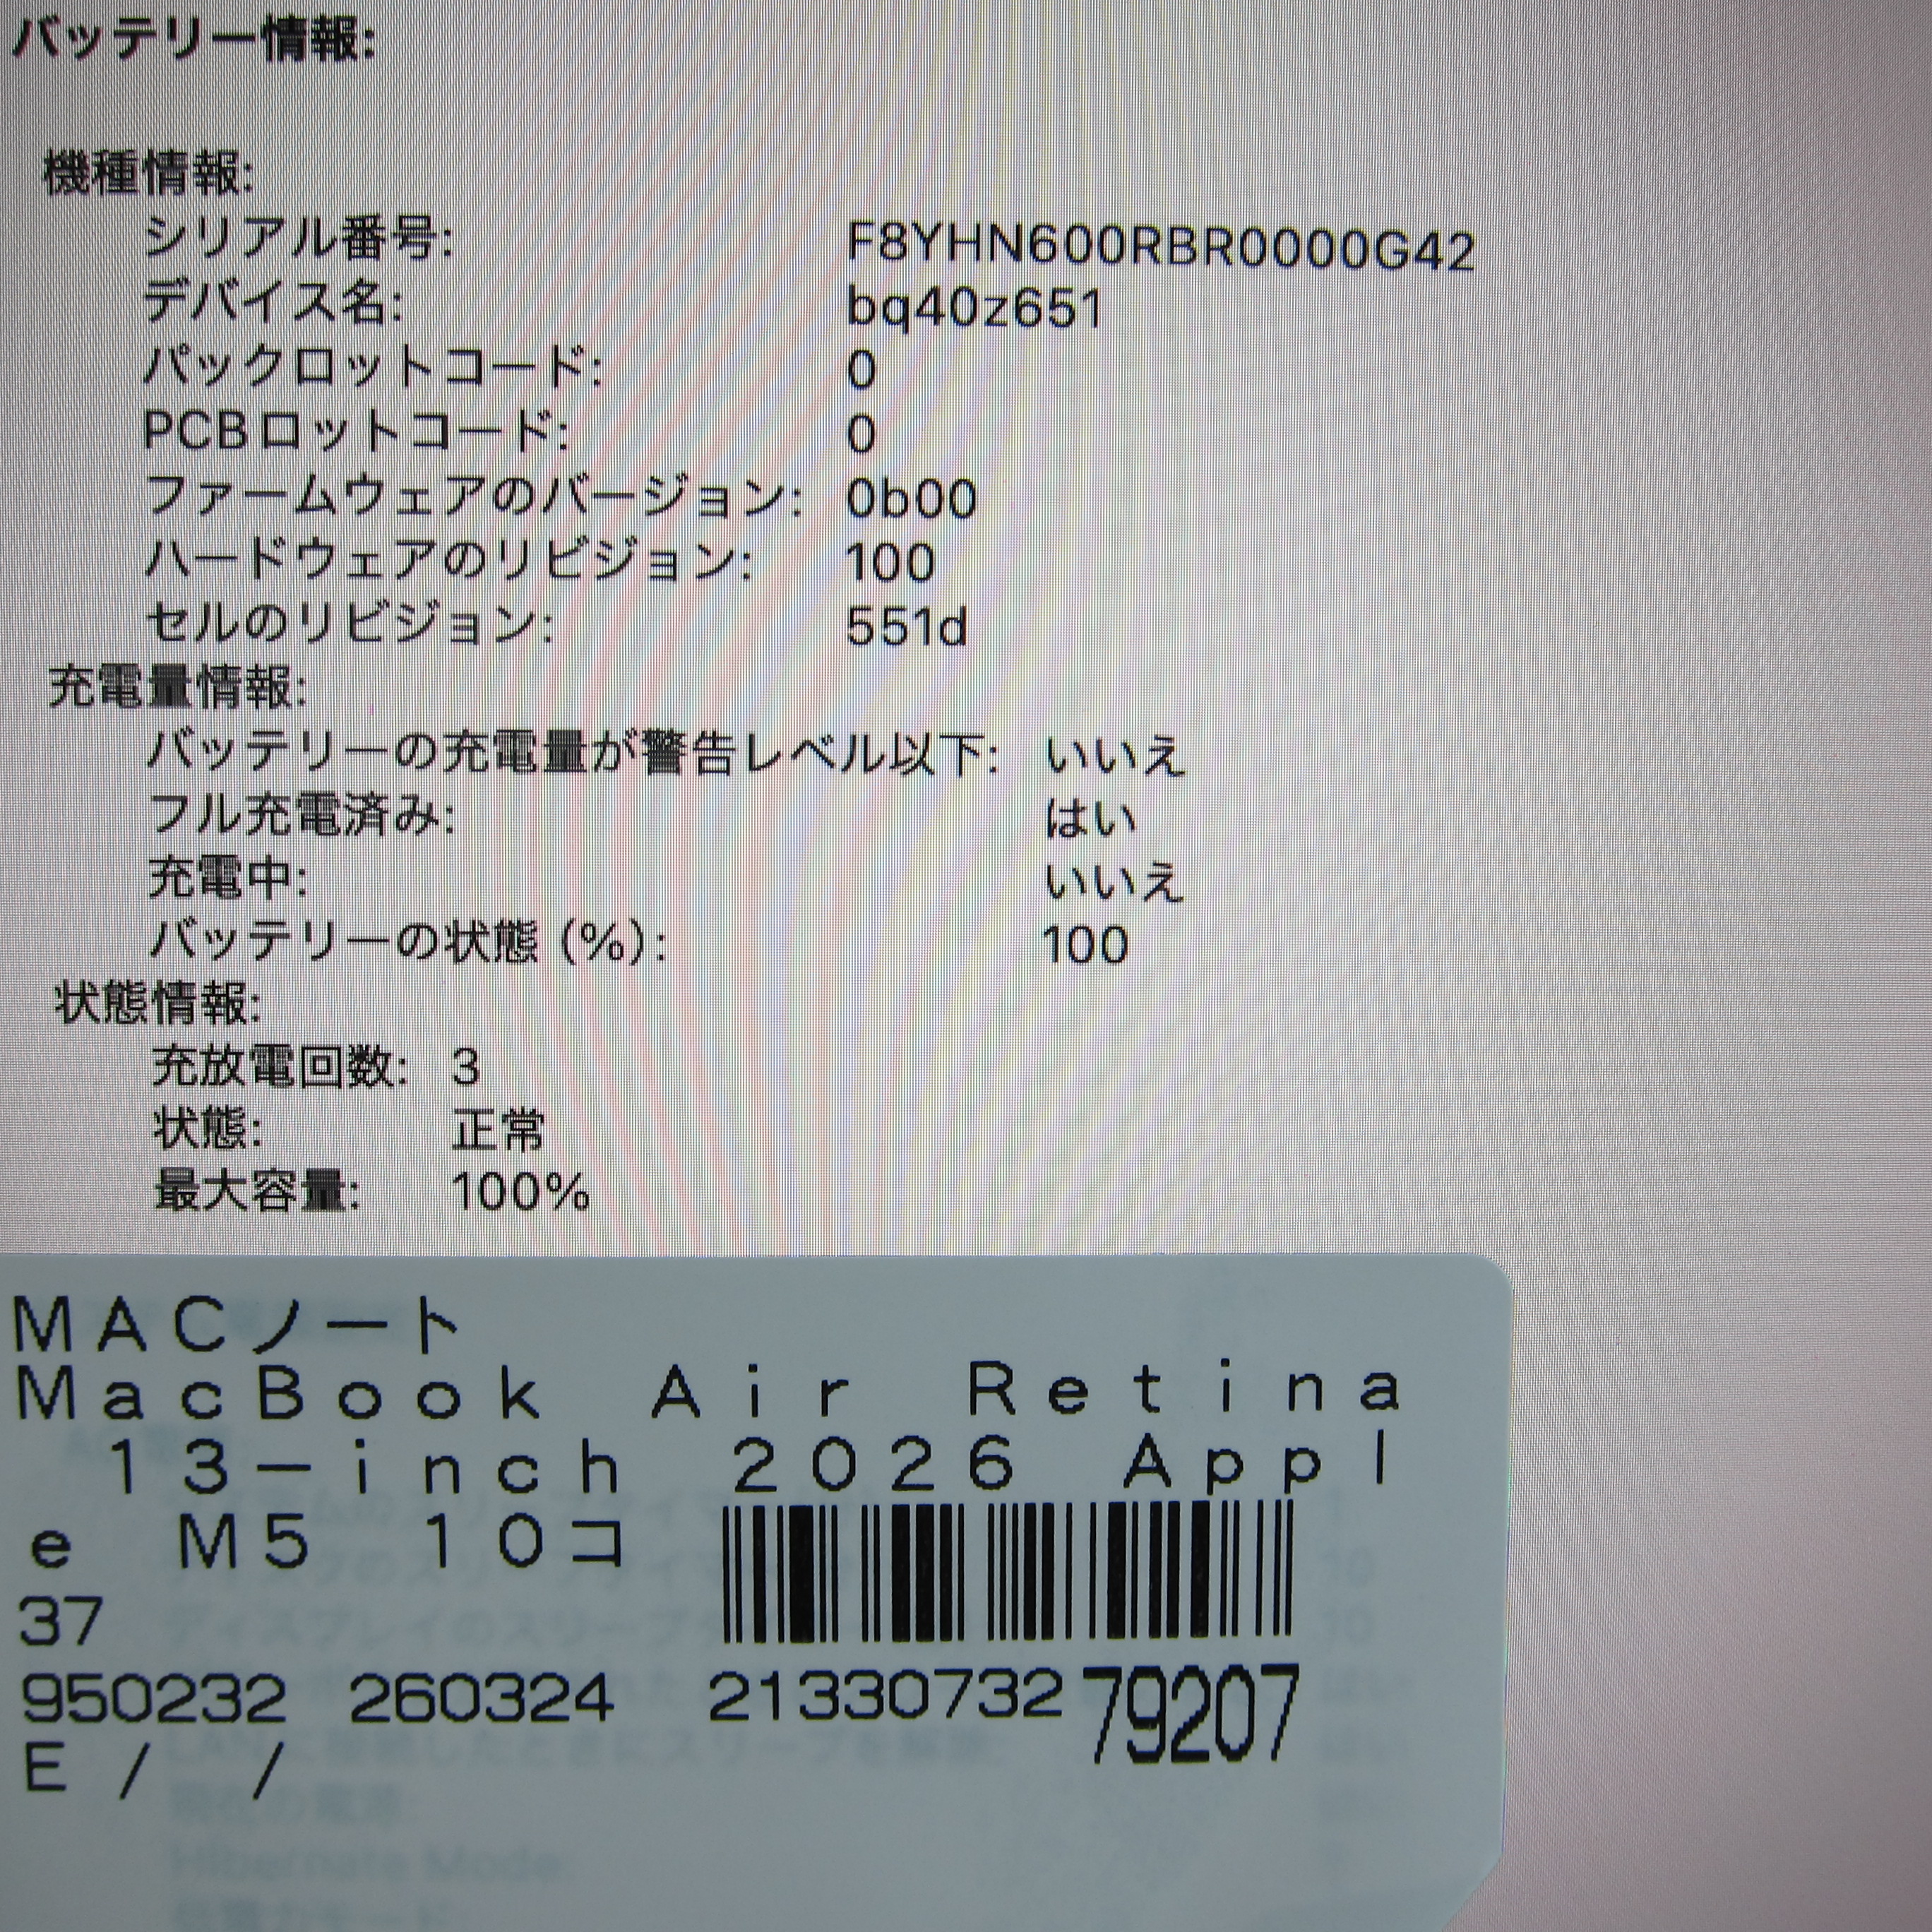 バッテリー情報:
機種情報:
シリアル番号: F8YHN600RBR0000G42
デバイス名: bq40z651
パックロットコード: 0
PCBロットコード: 0
ファームウェアのバージョン: 0b00
ハードウェアのリビジョン: 100
セルのリビジョン: 551d
充電量情報:
バッテリーの充電量が警告レベル以下: いいえ
フル充電済み: はい
充電中: いいえ
バッテリーの状態 (%): 100
状態情報:
充放電回数: 3
状態: 正常
最大容量: 100%
MACノート
MacBook Air Retina
13-inch 2026 Appl
e M5 10コ
37
950232 260324 21330732 79207
E / /
Hibernate Mode: